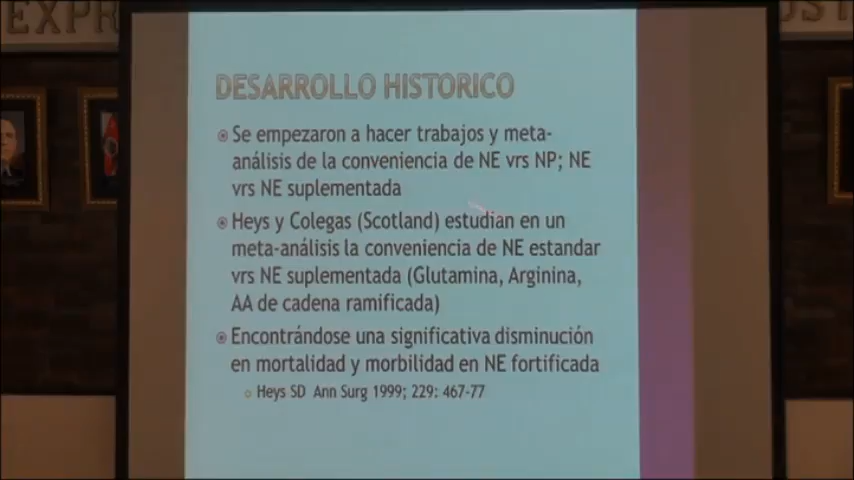 EXPR
DESARROLLO HISTORICO
Se empezaron a hacer trabajos y meta-
análisis de la conveniencia de NE vrs NP; NE
vrs NE suplementada
Heys y Colegas (Scotland) estudian en un
meta-análisis la conveniencia de NE estandar
vrs NE suplementada (Glutamina, Arginina,
AA de cadena ramificada)
Encontrándose una significativa disminución
en mortalidad y morbilidad en NE fortificada
Heys SD Ann Surg 1999; 229: 467-77